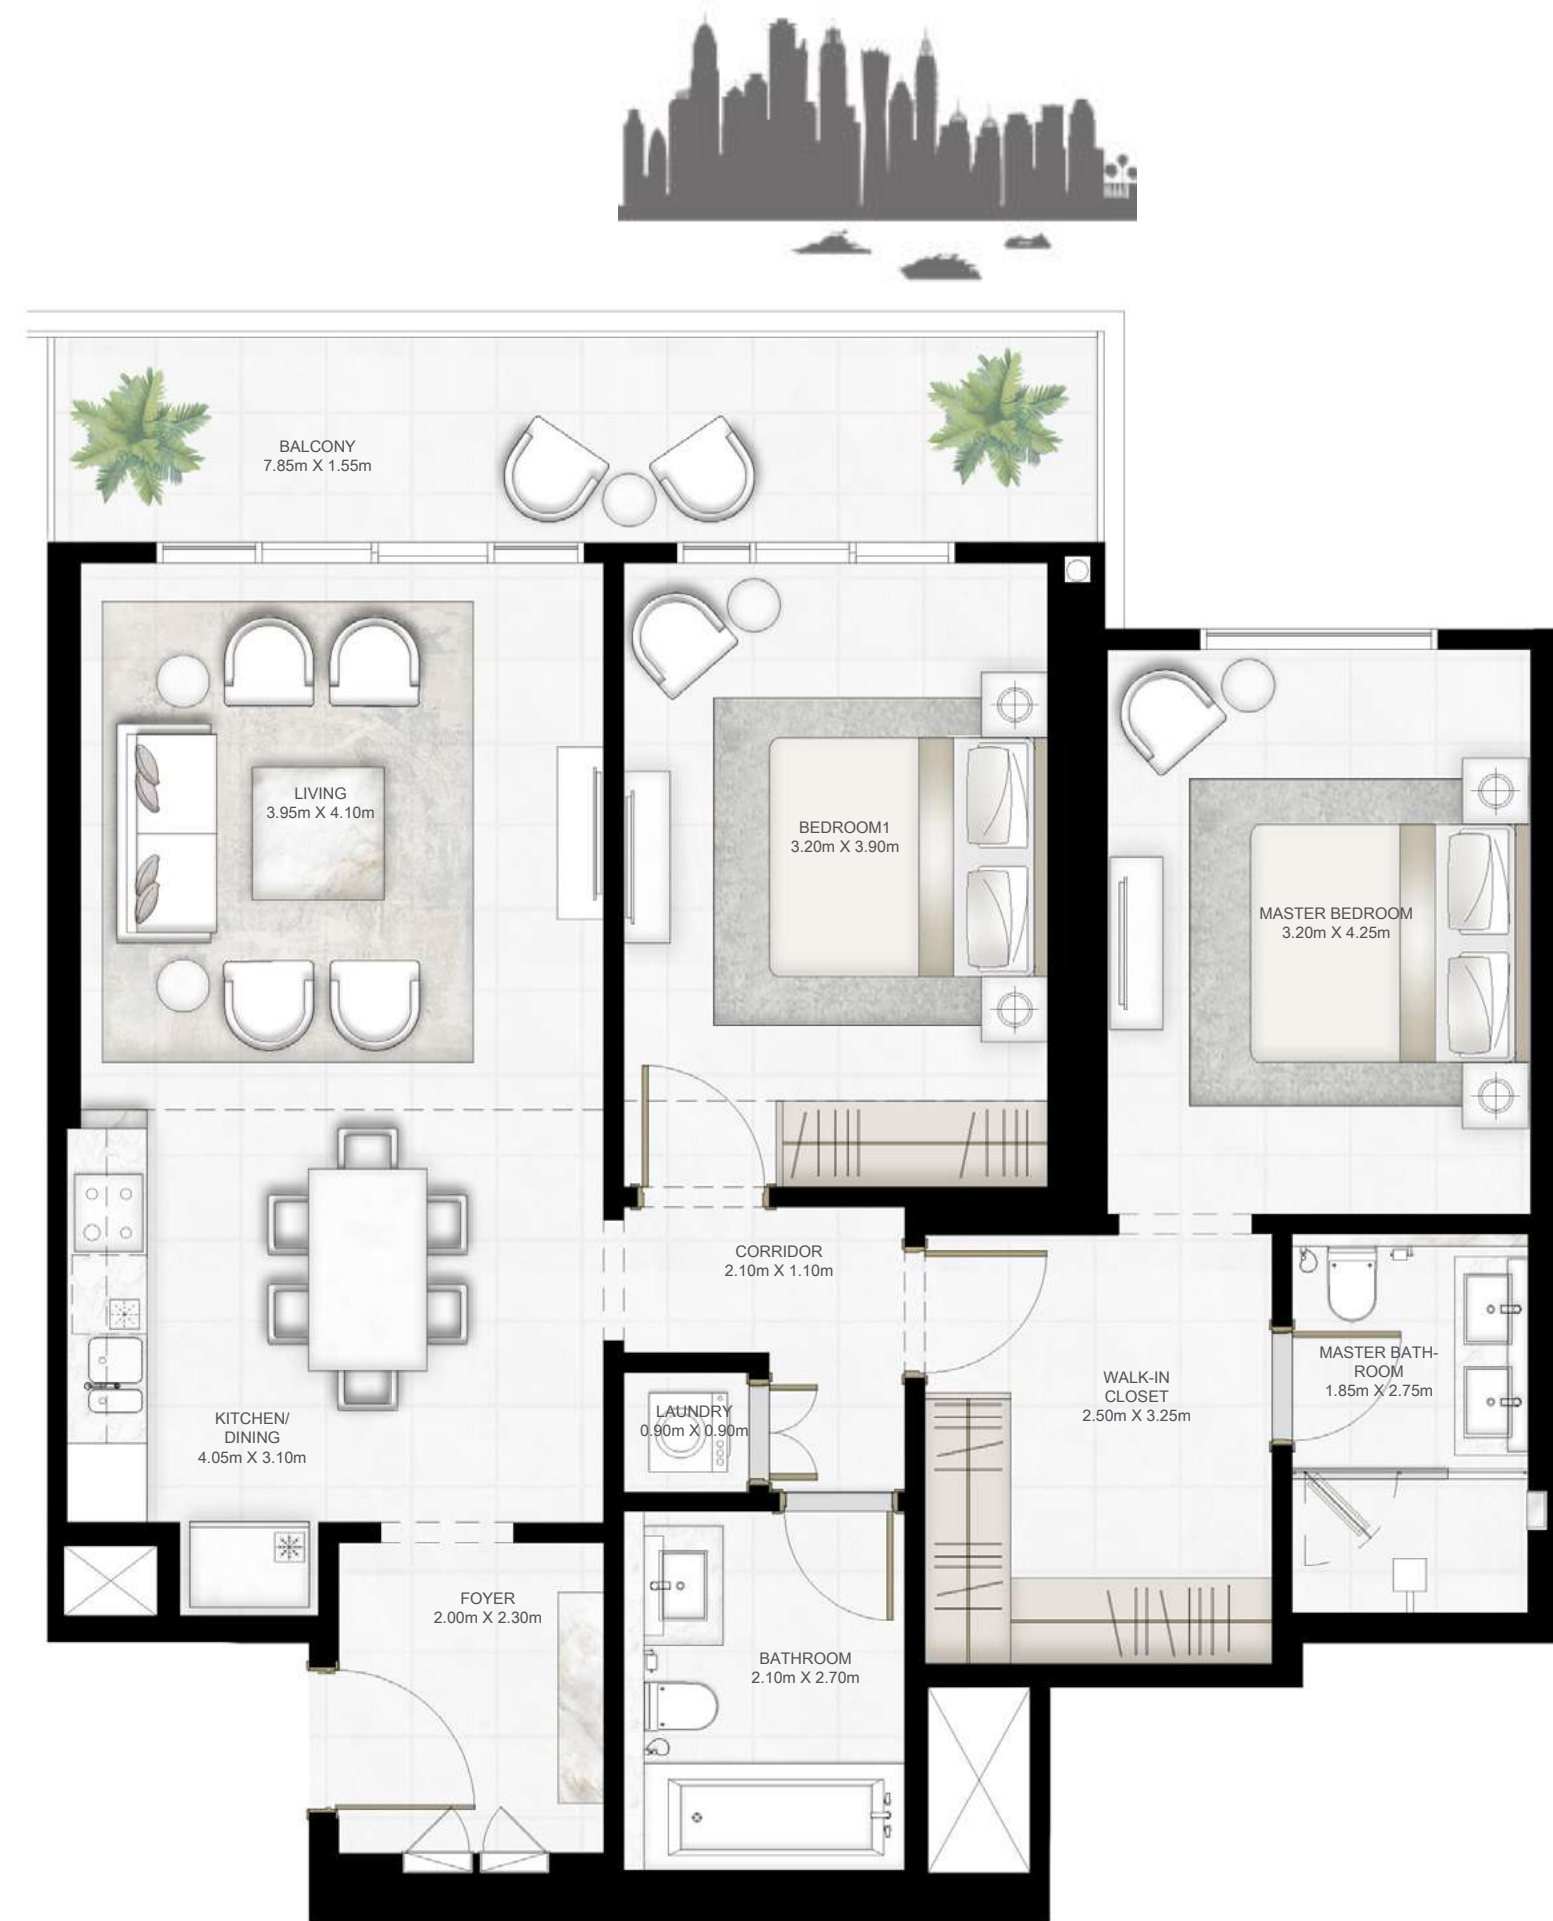 BALCONY
7.85m X 1.55m
LIVING
3.95m X 4.10m
BEDROOM1
3.20m X 3.90m
MASTER BEDROOM
3.20m X 4.25m
CORRIDOR
2.10m X 1.10m
MASTER BATH-
ROOM
1.85m X 2.75m
WALK-IN
CLOSET
2.50m X 3.25m
LAUNDRY
0.90m X 0.90m
KITCHEN/
DINING
4.05m X 3.10m
FOYER
2.00m X 2.30m
BATHROOM
2.10m X 2.70m